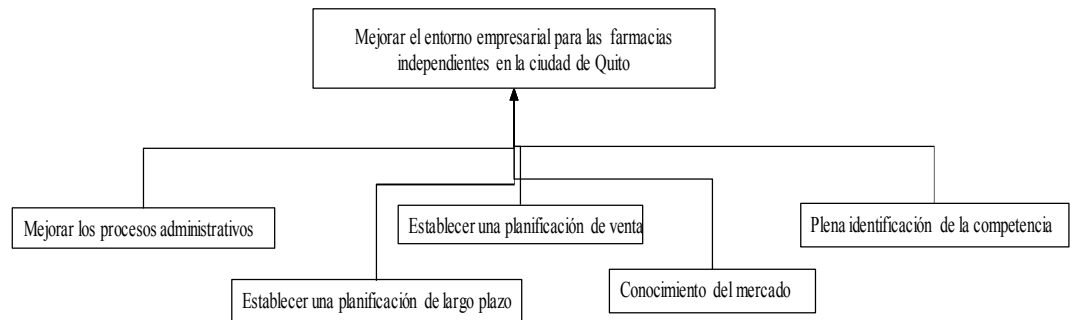 Mejorar el entorno empresarial para las farmacias
independientes en la ciudad de Quito
Mejorar los procesos administrativos
Establecer una planificación de venta
Plena identificación de la competencia
Establecer una planificación de largo plazo
Conocimiento del mercado